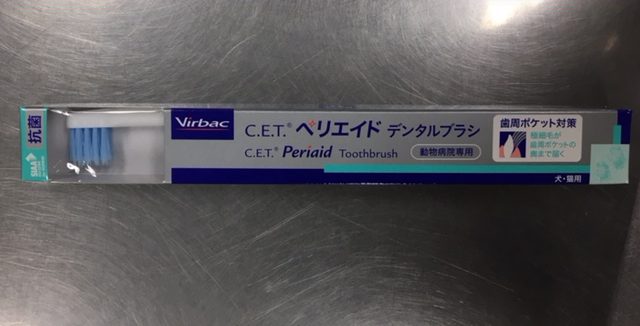 抗菌
SIAA
Virbac
C.E.T.® ペリエイド デンタルブラシ
C.E.T.® Periaid Toothbrush 動物病院専用
歯周ポケット対策
極細毛が
歯周ポケットの
奥まで届く
犬・猫用